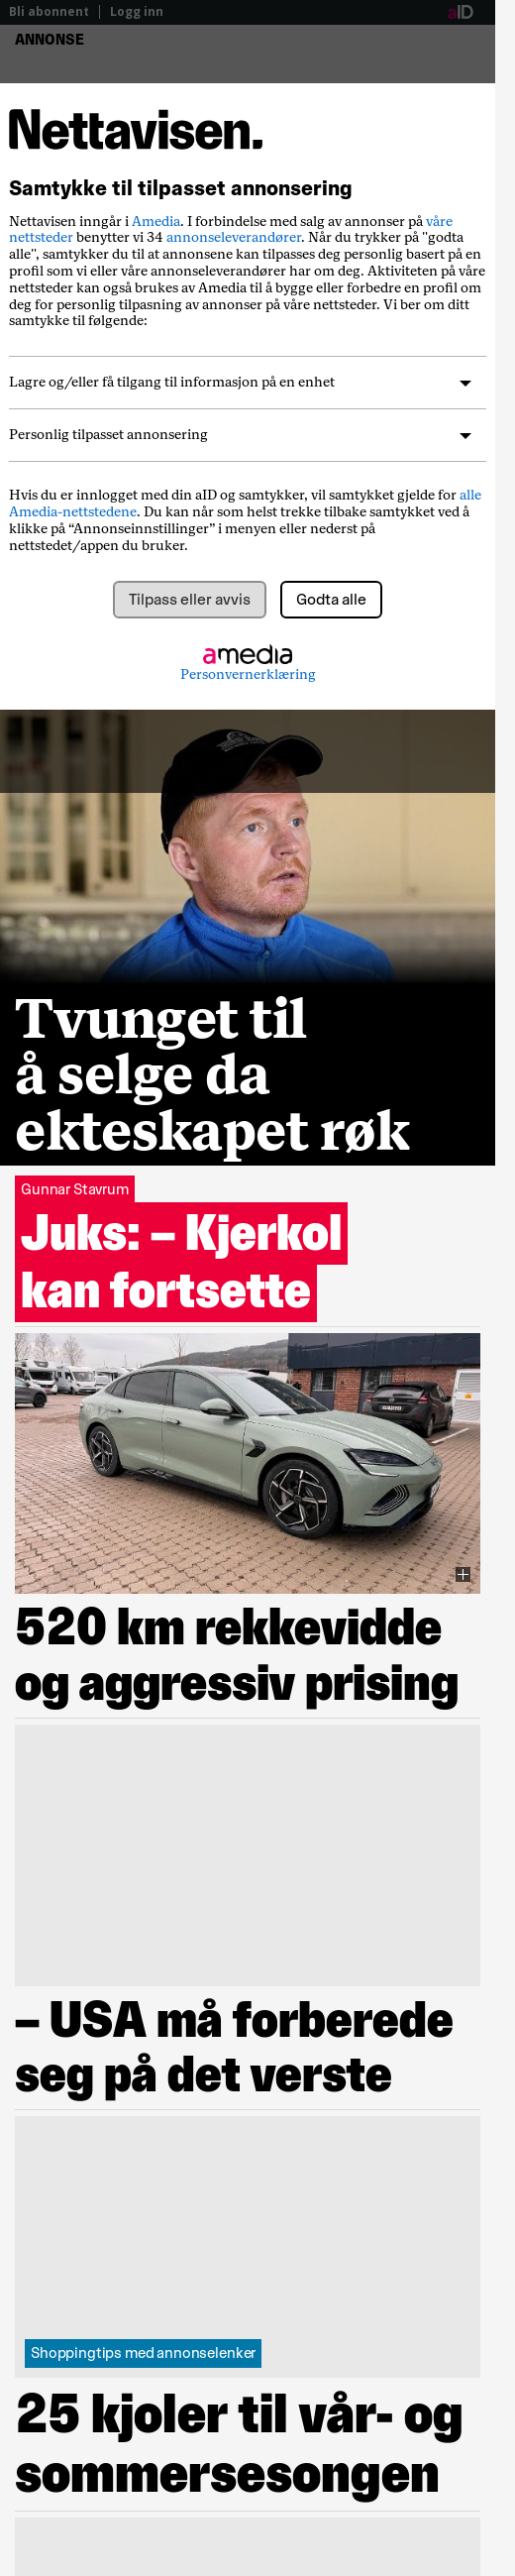 Bli abonnent
Logg inn
aID
ANNONSE
Nettavisen.
Samtykke til tilpasset annonsering
Nettavisen inngår i Amedia. I forbindelse med salg av annonser på våre
nettsteder benytter vi 34 annonseleverandører. Når du trykker på "godta
alle", samtykker du til at annonsene kan tilpasses deg personlig basert på en
profil som vi eller våre annonseleverandører har om deg. Aktiviteten på våre
nettsteder kan også brukes av Amedia til å bygge eller forbedre en profil om
deg for personlig tilpasning av annonser på våre nettsteder. Vi ber om ditt
samtykke til følgende:
Lagre og/eller få tilgang til informasjon på en enhet
Personlig tilpasset annonsering
Hvis du er innlogget med din aID og samtykker, vil samtykket gjelde for alle
Amedia-nettstedene. Du kan når som helst trekke tilbake samtykket ved å
klikke på “Annonseinnstillinger” i menyen eller nederst på
nettstedet/appen du bruker.
Tilpass eller avvis
Godta alle
amedia
Personvernerklæring
Tvunget til
å selge da
ekteskapet røk
Gunnar Stavrum
Juks: – Kjerkol
kan fortsette
520 km rekkevidde
og aggressiv prising
– USA må forberede
seg på det verste
Shoppingtips med annonselenker
25 kjoler til vår- og
sommersesongen